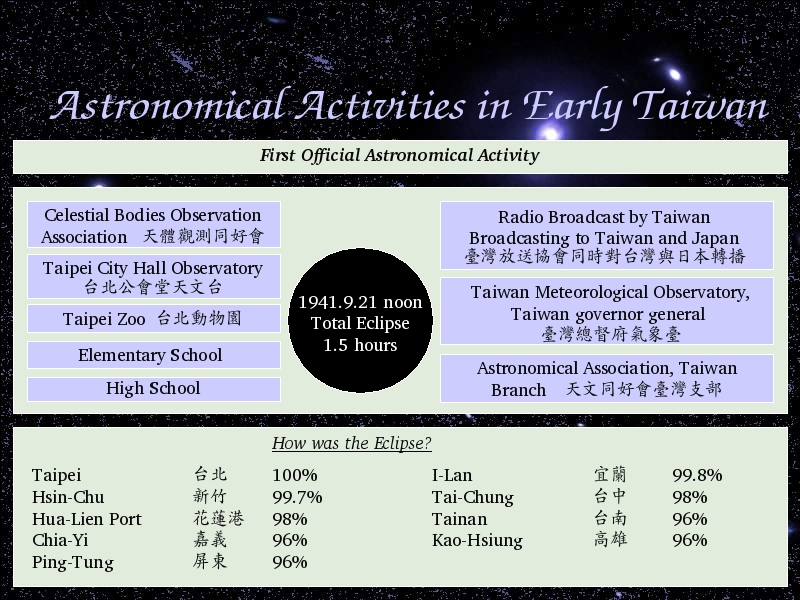 Astronomical Activities in Early Taiwan
First Official Astronomical Activity
Celestial Bodies Observation
Association 天體觀測同好會
Taipei City Hall Observatory
台北公會堂天文台
Taipei Zoo 台北動物園
Elementary School
High School
1941.9.21 noon
Total Eclipse
1.5 hours
Radio Broadcast by Taiwan
Broadcasting to Taiwan and Japan
臺灣放送協會同時對台灣與日本轉播
Taiwan Meteorological Observatory,
Taiwan governor general
臺灣總督府氣象臺
Astronomical Association, Taiwan
Branch 天文同好會臺灣支部
How was the Eclipse?
Taipei 台北 100%
Hsin-Chu 新竹 99.7%
Hua-Lien Port 花蓮港 98%
Chia-Yi 嘉義 96%
Ping-Tung 屏東 96%
I-Lan 宜蘭 99.8%
Tai-Chung 台中 98%
Tainan 台南 96%
Kao-Hsiung 高雄 96%